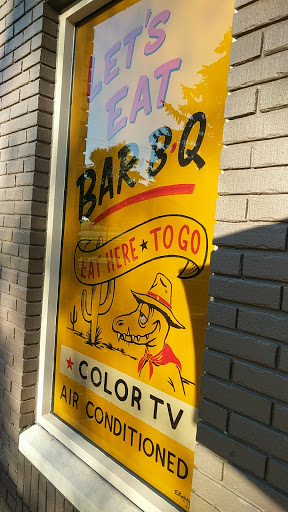 LET'S
EAT
BAR B·Q
EAT HERE ★ TO GO
★ COLOR TV
AIR CONDITIONED